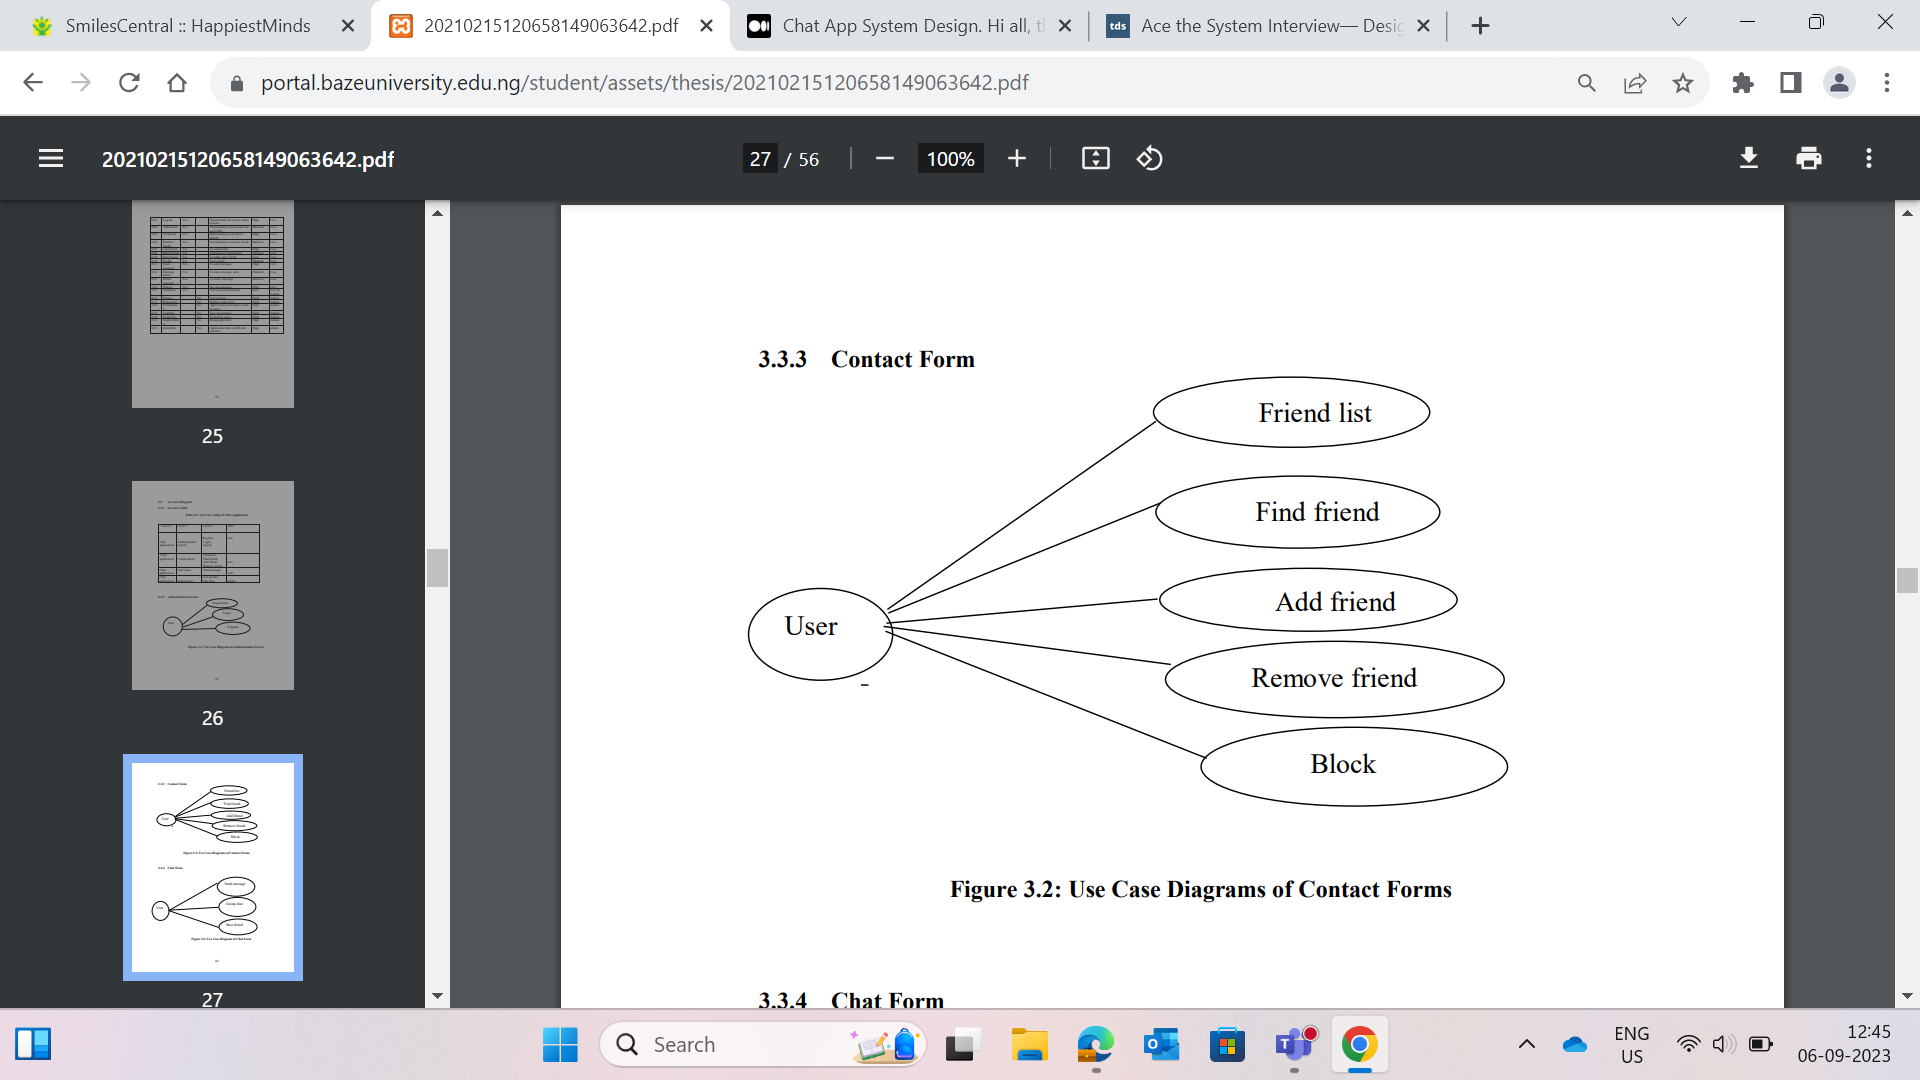 SmilesCentral :: HappiestMinds
20210215120658149063642.pdf
Chat App System Design. Hi all, t
tds
Ace the System Interview— Desig
portal.bazeuniversity.edu.ng/student/assets/thesis/20210215120658149063642.pdf
20210215120658149063642.pdf
27 / 56
100%
25
26
27
3.3.3 Contact Form
Friend list
Find friend
Add friend
User
Remove friend
Block
Figure 3.2: Use Case Diagrams of Contact Forms
3.3.4 Chat Form
Search
ENG
US
12:45
06-09-2023